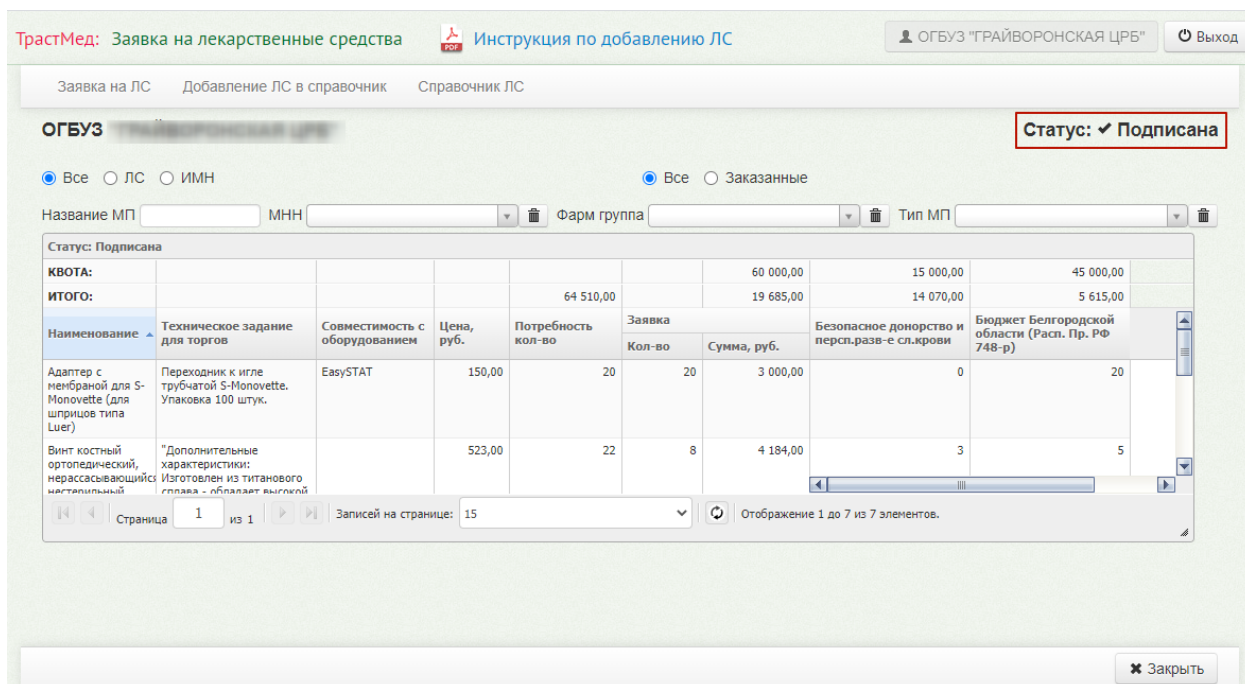 ТрастМед: Заявка на лекарственные средства PDF Инструкция по добавлению ЛС ОГБУЗ "ГРАЙВОРОНСКАЯ ЦРБ" Выход
Заявка на ЛС Добавление ЛС в справочник Справочник ЛС
ОГБУЗ Статус: ✔ Подписана
Все ЛС ИМН Все Заказанные
Название МП МНН Фарм группа Тип МП
Статус: Подписана
КВОТА: 60 000,00 15 000,00 45 000,00
ИТОГО: 64 510,00 19 685,00 14 070,00 5 615,00
Наименование
Техническое задание
для торгов
Совместимость с
оборудованием
Цена,
руб.
Потребность
кол-во
Заявка
Кол-во Сумма, руб.
Безопасное донорство и
персп.разв-е сл.крови
Бюджет Белгородской
области (Расп. Пр. РФ
748-р)
Адаптер с
мембраной для S-
Monovette (для
шприцов типа
Luer)
Переходник к игле
трубчатой S-Monovette.
Упаковка 100 штук.
EasySTAT 150,00 20 20 3 000,00 0 20
Винт костный
ортопедический,
нерассасывающийся
нестерильный
"Дополнительные
характеристики:
Изготовлен из титанового
сплава - обладает высокой
523,00 22 8 4 184,00 3 5
Страница 1 из 1 Записей на странице: 15 Отображение 1 до 7 из 7 элементов.
Закрыть